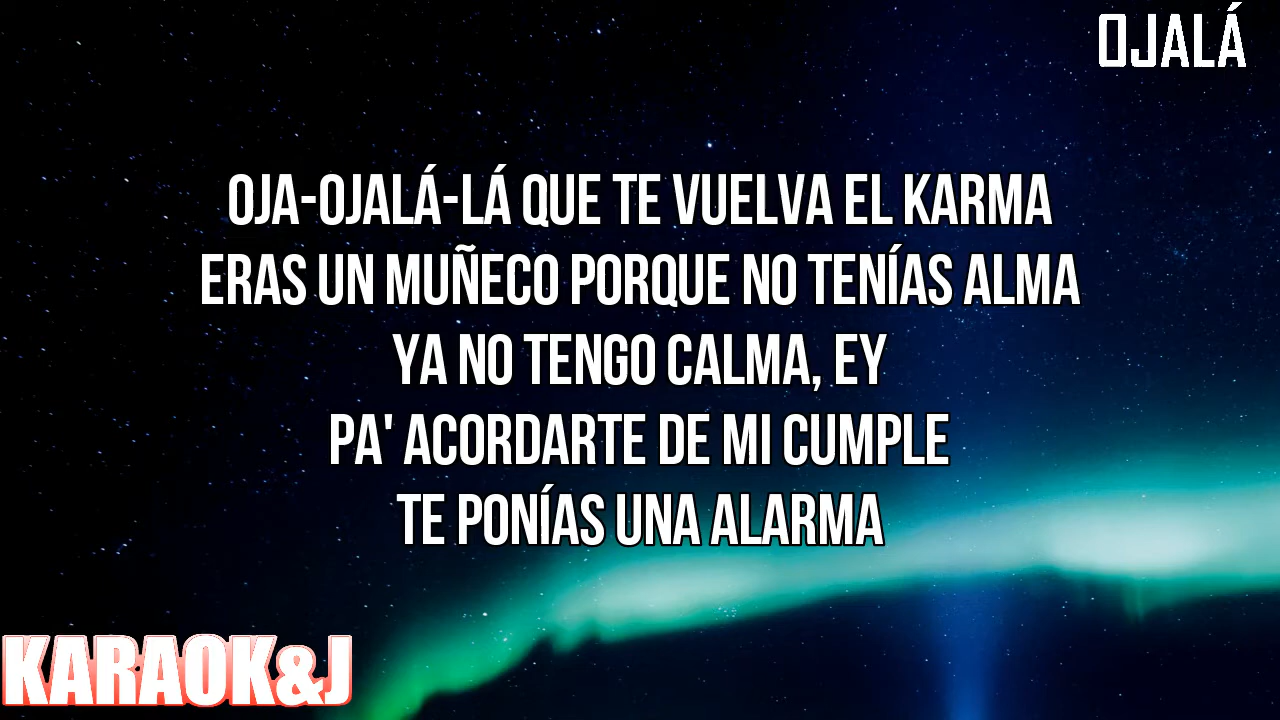 OJALÁ
OJA-OJALÁ-LÁ QUE TE VUELVA EL KARMA
ERAS UN MUÑECO PORQUE NO TENÍAS ALMA
YA NO TENGO CALMA, EY
PA' ACORDARTE DE MI CUMPLE
TE PONÍAS UNA ALARMA
KARAOK&J